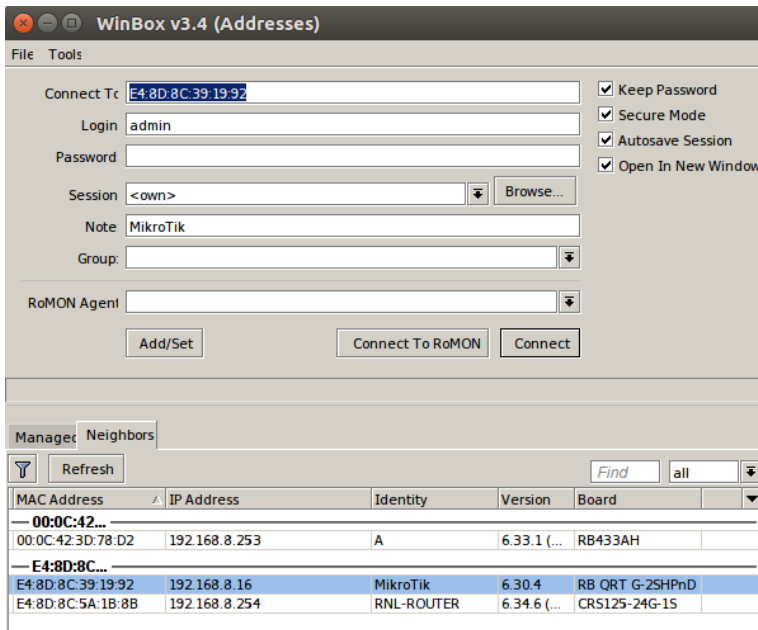 WinBox v3.4 (Addresses)
File Tools
Connect To E4:8D:8C:39:19:92
Keep Password
Login admin
Secure Mode
Password
Autosave Session
Open In New Window
Session <own> Browse...
Note MikroTik
Group:
RoMON Agent
Add/Set Connect To RoMON Connect
Managed Neighbors
Refresh Find all
MAC Address IP Address Identity Version Board
00:0C:42...
00:0C:42:3D:78:D2 192.168.8.253 A 6.33.1 (... RB433AH
E4:8D:8C...
E4:8D:8C:39:19:92 192.168.8.16 MikroTik 6.30.4 RB QRT G-2SHPnD
E4:8D:8C:5A:1B:8B 192.168.8.254 RNL-ROUTER 6.34.6 (... CRS125-24G-1S